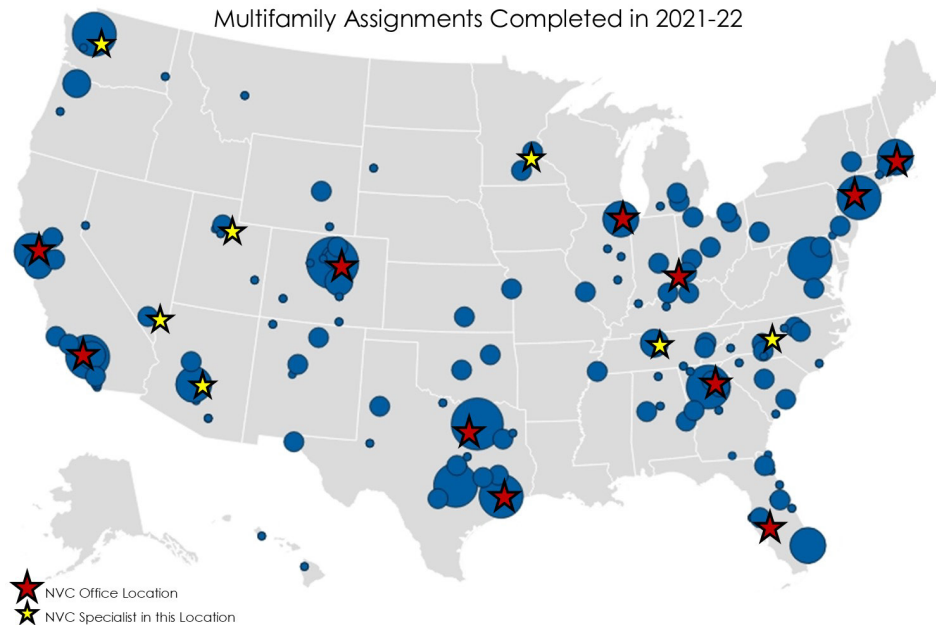 Multifamily Assignments Completed in 2021-22
NVC Office Location
NVC Specialist in this Location